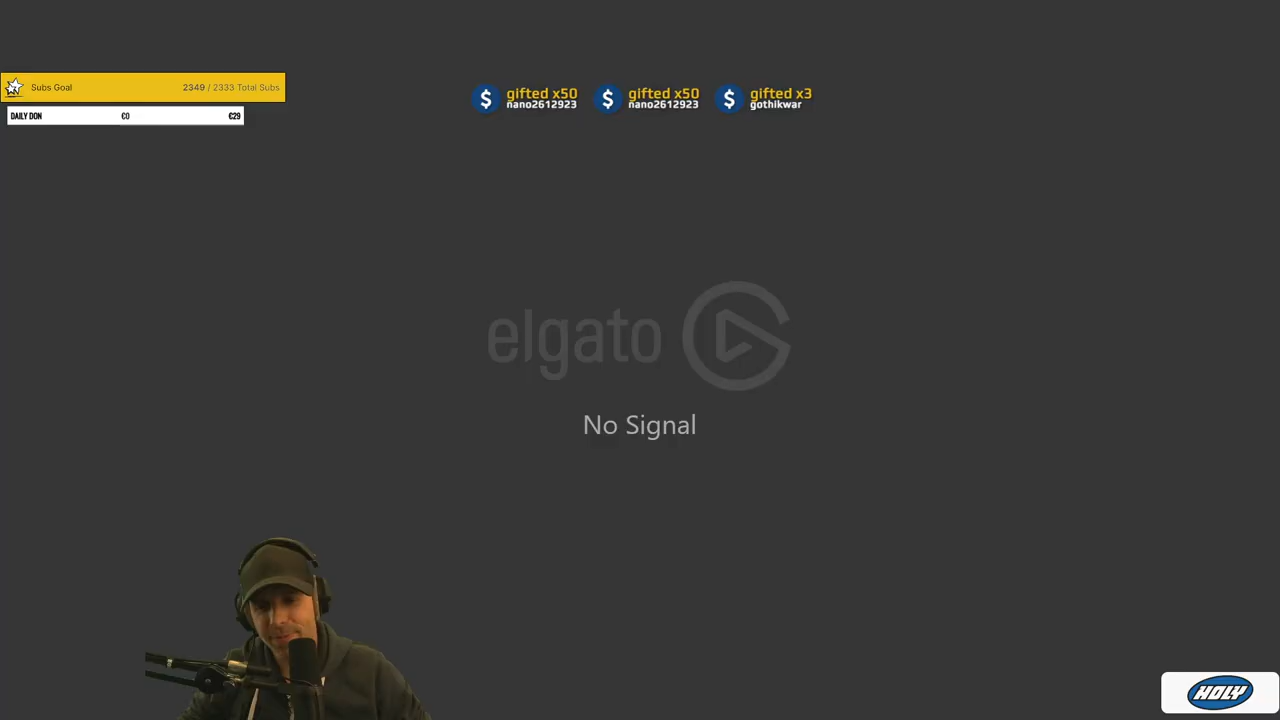 Subs Goal 2349 / 2333 Total Subs
DAILY DON €0 €29
gifted x50
nano2612923
gifted x50
nano2612923
gifted x3
gothikwar
elgato
No Signal
HOLY